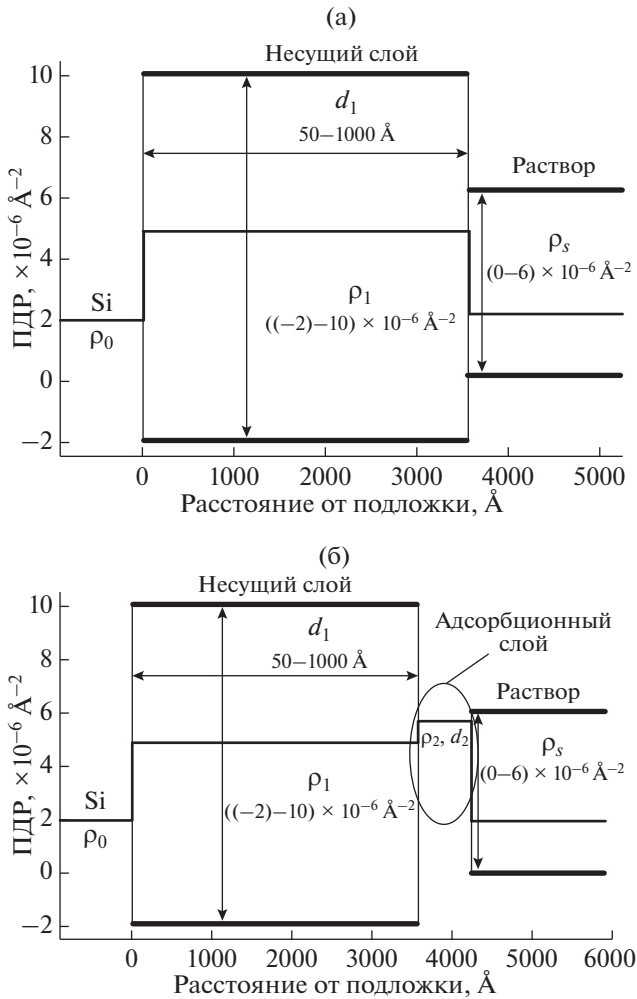 (а)
Несущий слой
10
8
6
4
2
0
−2
ПДР, ×10⁻⁶ Å⁻²
d₁
50−1000 Å
Раствор
ρₛ
(0−6) × 10⁻⁶ Å⁻²
Si
ρ₀
ρ₁
((−2)−10) × 10⁻⁶ Å⁻²
0 1000 2000 3000 4000 5000
Расстояние от подложки, Å
(б)
Несущий слой
10
8
6
4
2
0
−2
ПДР, ×10⁻⁶ Å⁻²
d₁
50−1000 Å
Адсорбционный
слой
Раствор
ρ₂, d₂
ρₛ
(0−6) × 10⁻⁶ Å⁻²
Si
ρ₀
ρ₁
((−2)−10) × 10⁻⁶ Å⁻²
0 1000 2000 3000 4000 5000 6000
Расстояние от подложки, Å